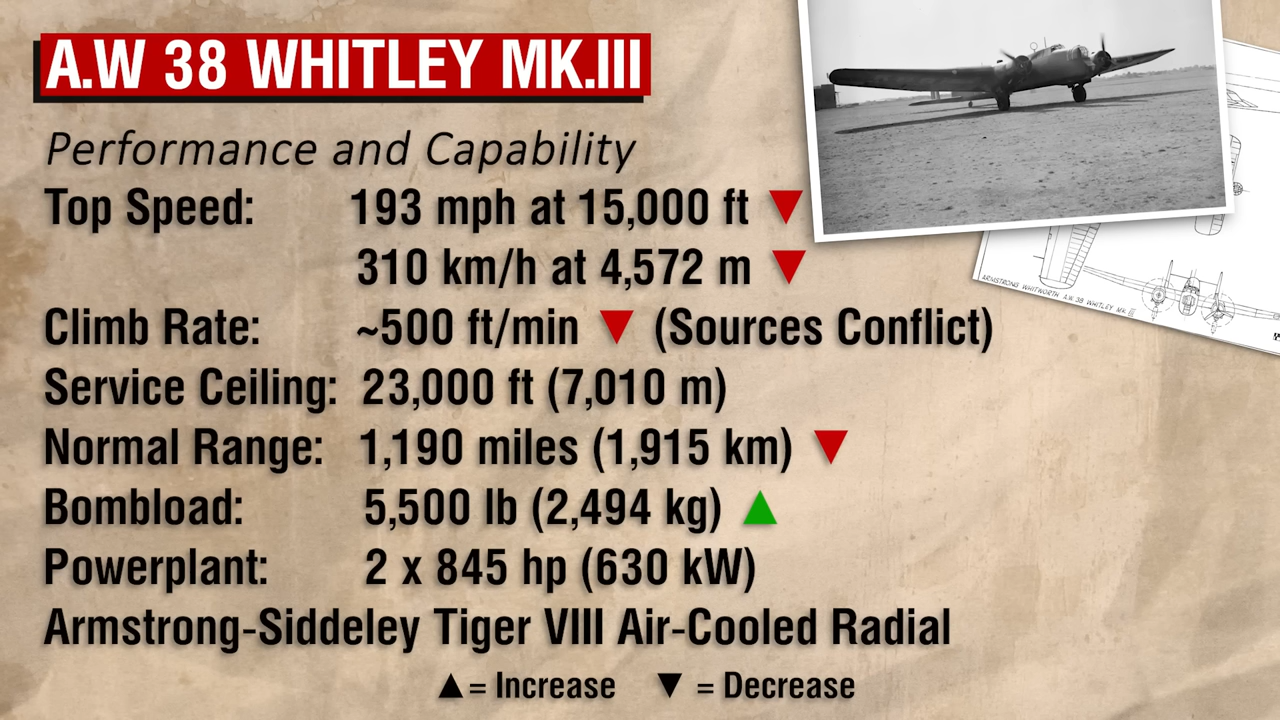 A.W 38 WHITLEY MK.III
Performance and Capability
Top Speed: 193 mph at 15,000 ft ▼
310 km/h at 4,572 m ▼
Climb Rate: ~500 ft/min ▼ (Sources Conflict)
Service Ceiling: 23,000 ft (7,010 m)
Normal Range: 1,190 miles (1,915 km) ▼
Bombload: 5,500 lb (2,494 kg) ▲
Powerplant: 2 x 845 hp (630 kW)
Armstrong-Siddeley Tiger VIII Air-Cooled Radial
▲= Increase ▼ = Decrease
ARMSTRONG WHITWORTH A.W.38 WHITLEY MK.III